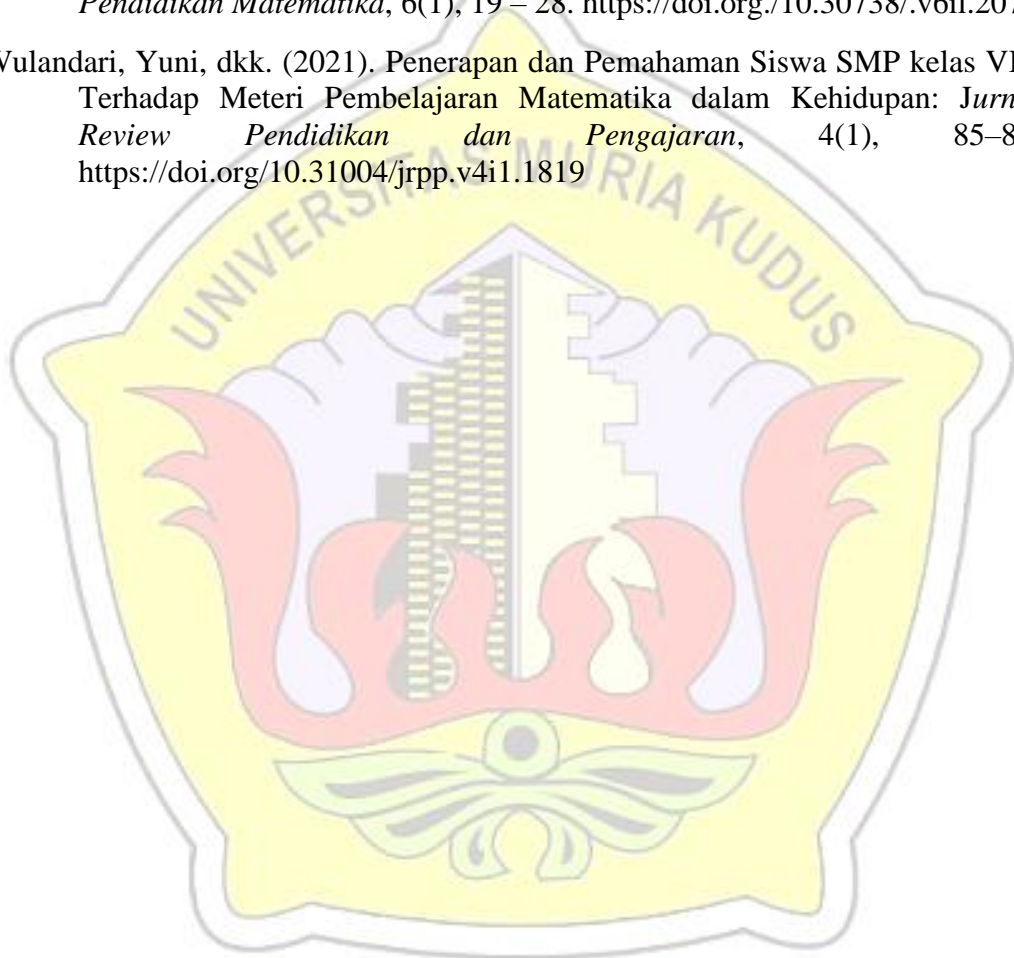 Pendidikan Matematika, 6(1), 19 – 28. https://doi.org./10.30738/.v6i1.207
Wulandari, Yuni, dkk. (2021). Penerapan dan Pemahaman Siswa SMP kelas VI
Terhadap Meteri Pembelajaran Matematika dalam Kehidupan: Jurn
Review Pendidikan dan Pengajaran, 4(1), 85–8
https://doi.org/10.31004/jrpp.v4i1.1819
UNIVERSITAS MURIA KUDUS